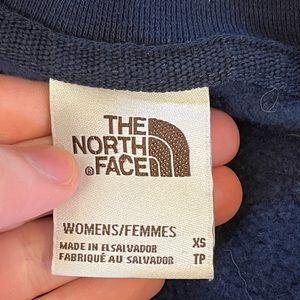 THE
NORTH
® FACE
WOMENS/FEMMES
MADE IN ELSALVADOR XS
FABRIQUÉ AU SALVADOR TP